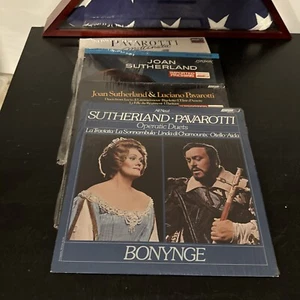 PAVAROTTI
JOAN
SUTHERLAND
Joan Sutherland & Luciano Pavarotti
SUTHERLAND · PAVAROTTI
Operatic Duets
La Traviata · La Sonnambula · Linda di Chamounix · Otello · Aida
BONYNGE